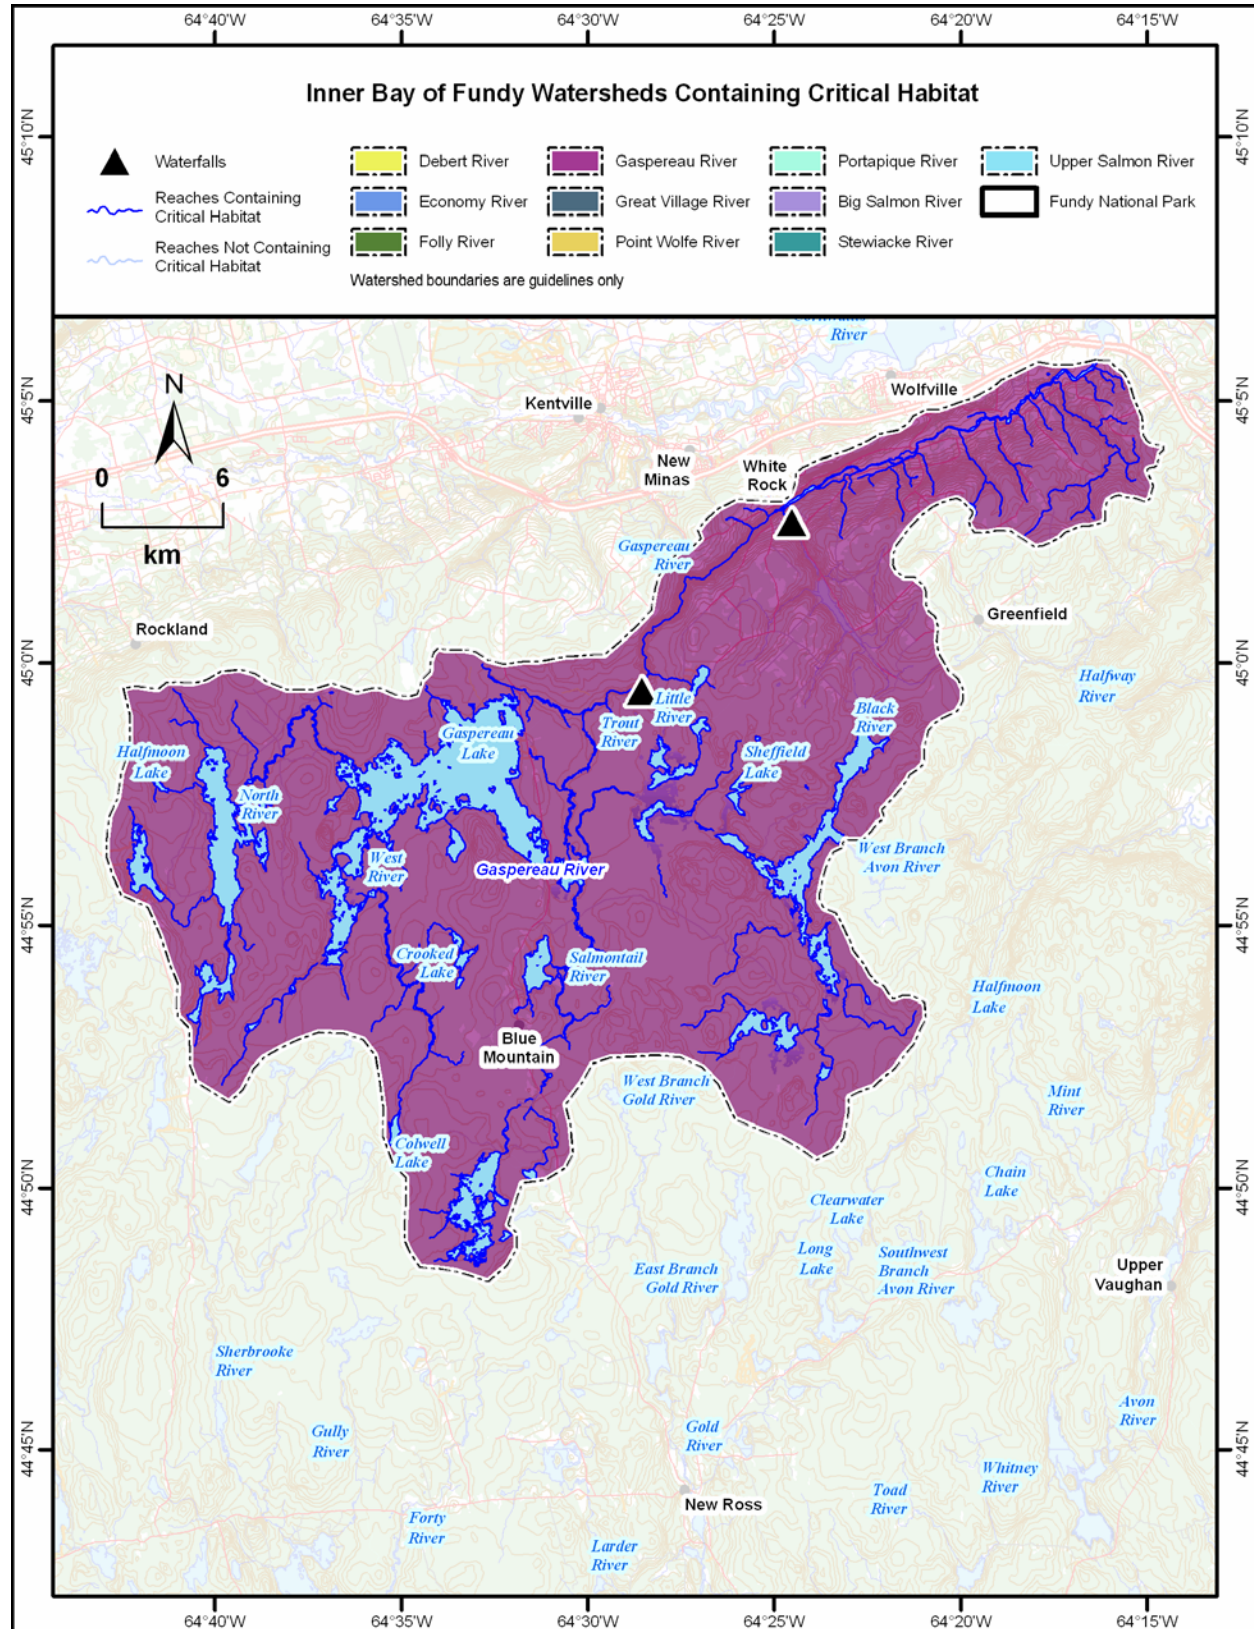 64°40'W 64°35'W 64°30'W 64°25'W 64°20'W 64°15'W
Inner Bay of Fundy Watersheds Containing Critical Habitat
45°10'N
45°10'N
Waterfalls
Reaches Containing
Critical Habitat
Reaches Not Containing
Critical Habitat
Debert River
Economy River
Folly River
Gaspereau River
Great Village River
Point Wolfe River
Portapique River
Big Salmon River
Stewiacke River
Upper Salmon River
Fundy National Park
Watershed boundaries are guidelines only
River
Wolfville
Kentville
45°5'N
45°5'N
N
0 6
km
New
Minas
White
Rock
Gaspereau
River
Greenfield
Rockland
45°0'N
45°0'N
Halfway
River
Little
River
Trout
River
Black
River
Gaspereau
Lake
Halfmoon
Lake
Sheffield
Lake
North
River
West
River
Gaspereau River
West Branch
Avon River
44°55'N
44°55'N
Crooked
Lake
Salmontail
River
Halfmoon
Lake
Blue
Mountain
West Branch
Gold River
Mint
River
Colwell
Lake
44°50'N
44°50'N
Chain
Lake
Clearwater
Lake
Long
Lake
Southwest
Branch
Avon River
East Branch
Gold River
Upper
Vaughan
Sherbrooke
River
Avon
River
Gully
River
Gold
River
44°45'N
44°45'N
Whitney
River
Toad
River
New Ross
Forty
River
Larder
River
64°40'W 64°35'W 64°30'W 64°25'W 64°20'W 64°15'W